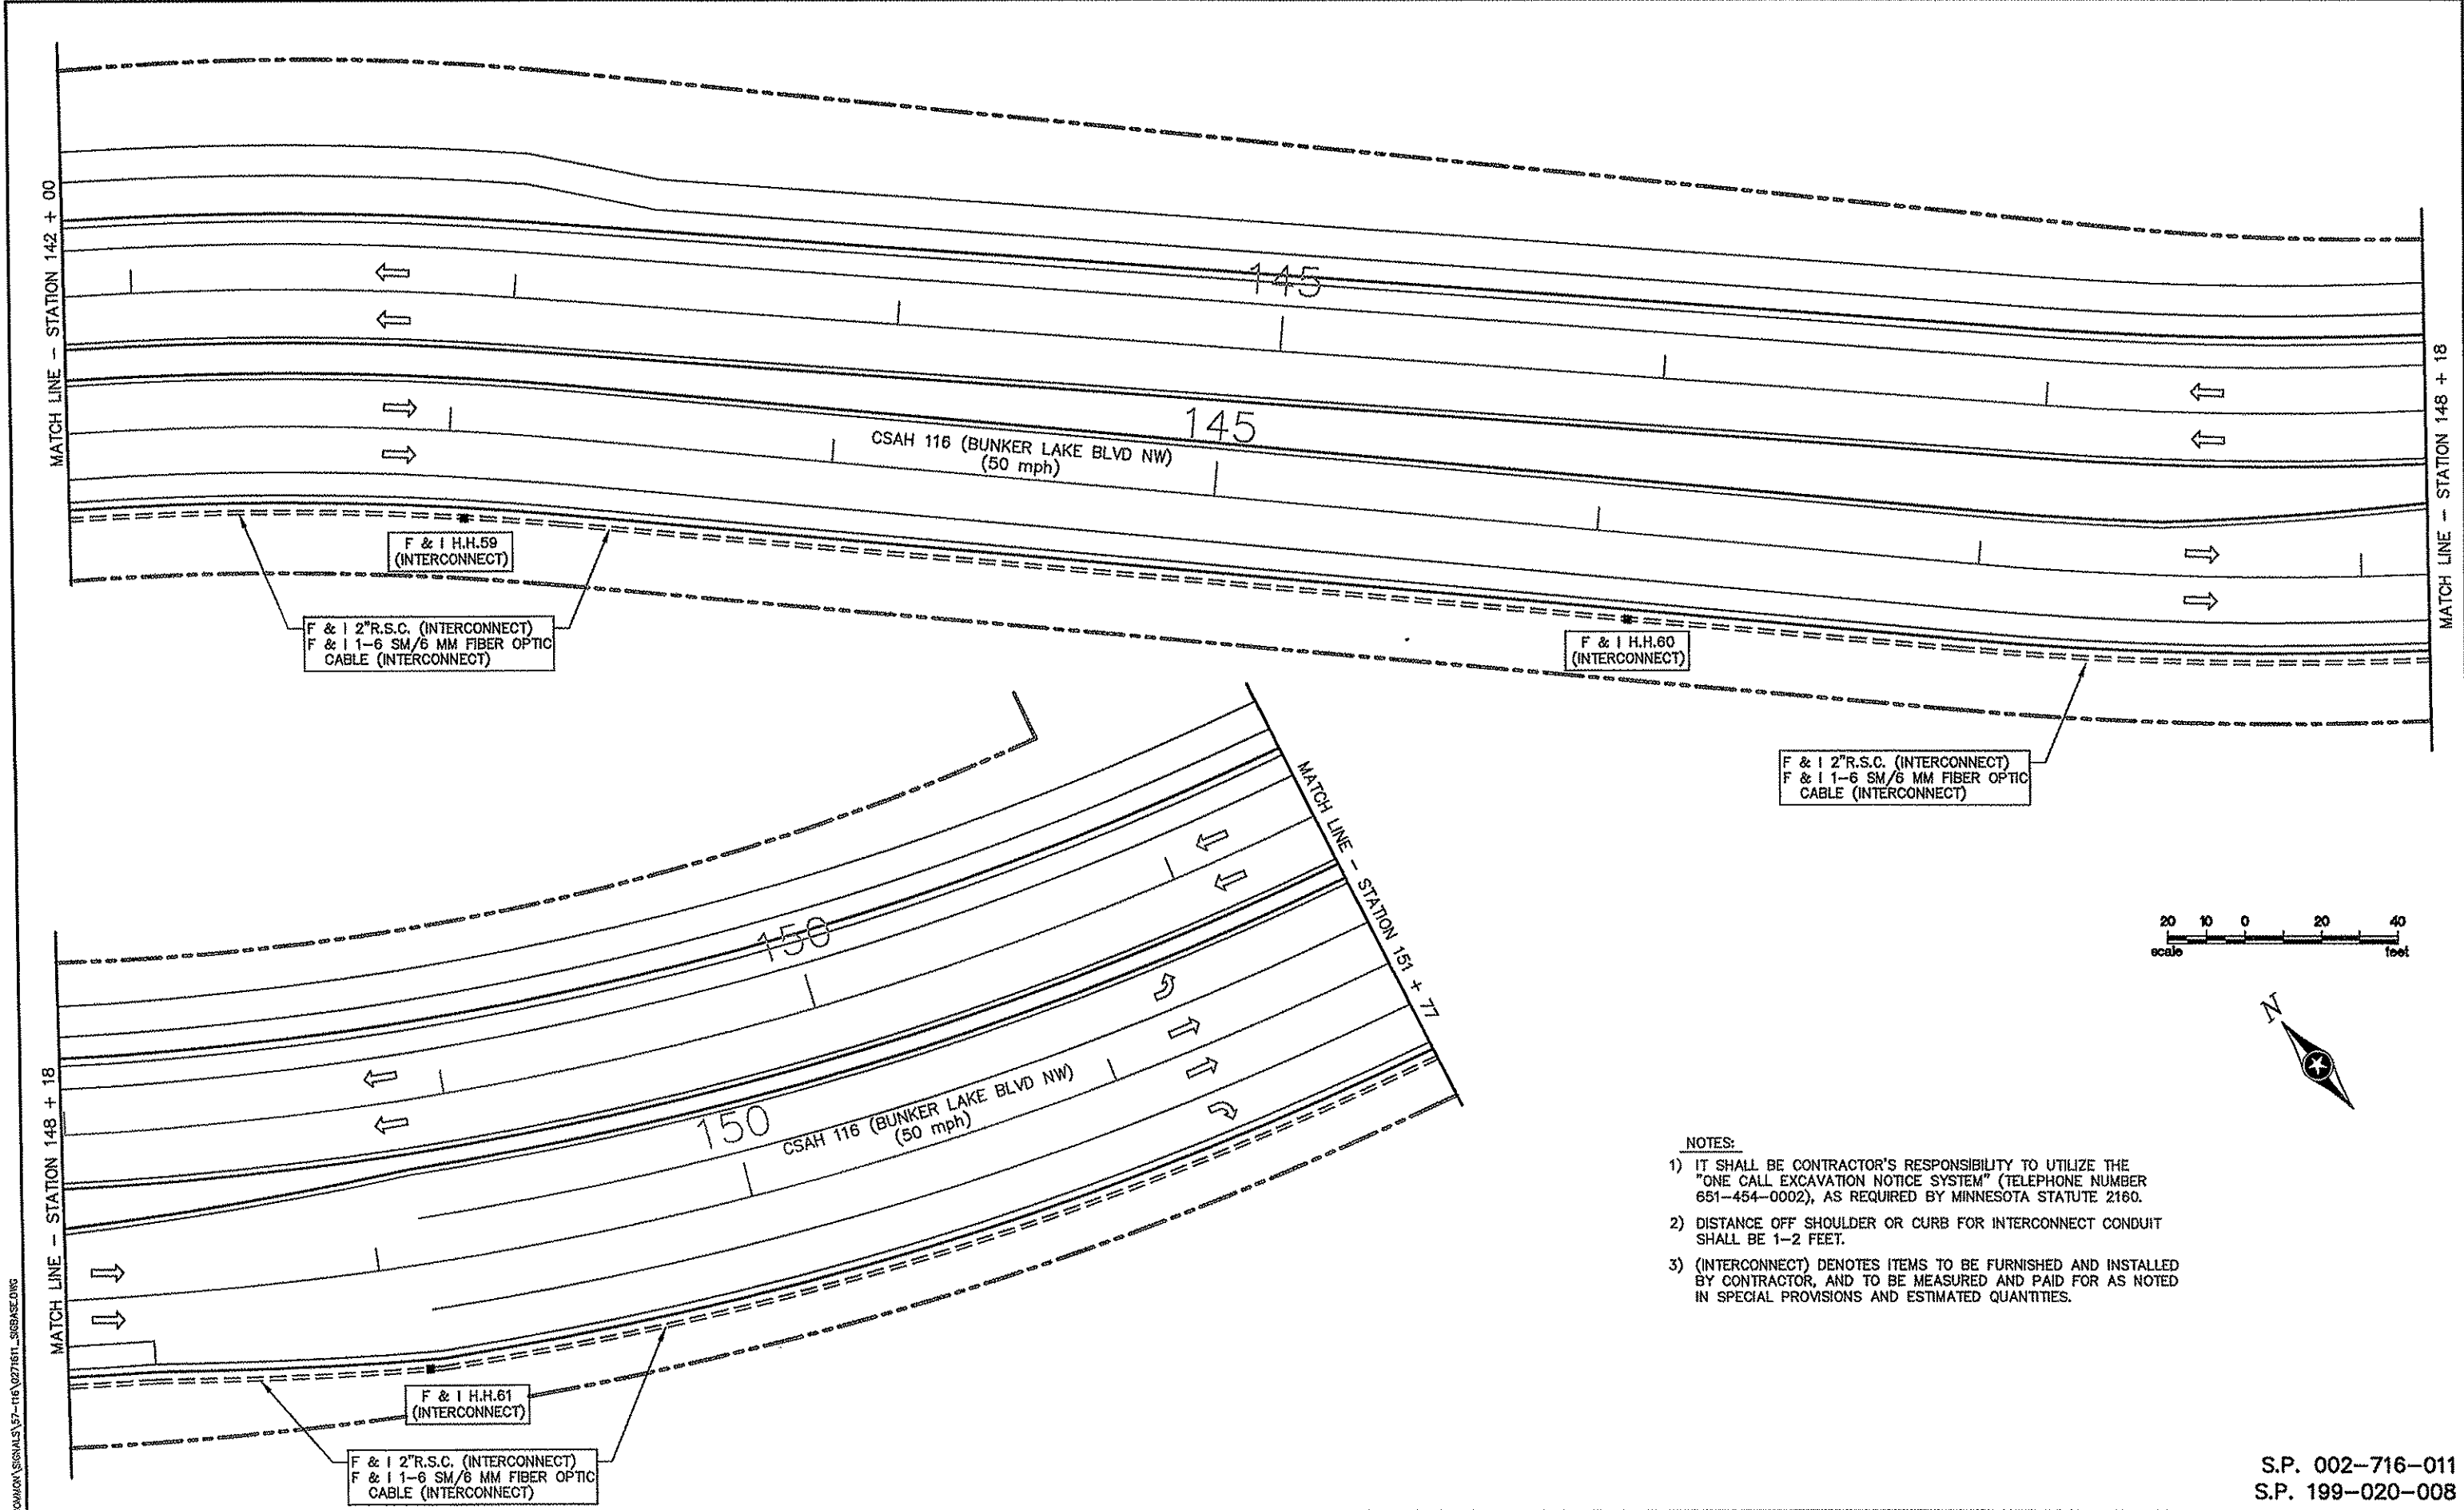 MATCH LINE - STATION 142 + 00
145
145
CSAH 116 (BUNKER LAKE BLVD NW)
(50 mph)
MATCH LINE - STATION 148 + 18
F & I H.H.59
(INTERCONNECT)
F & I 2"R.S.C. (INTERCONNECT)
F & I 1-6 SM/6 MM FIBER OPTIC
CABLE (INTERCONNECT)
F & I H.H.60
(INTERCONNECT)
F & I 2"R.S.C. (INTERCONNECT)
F & I 1-6 SM/6 MM FIBER OPTIC
CABLE (INTERCONNECT)
MATCH LINE - STATION 148 + 18
150
150
CSAH 116 (BUNKER LAKE BLVD NW)
(50 mph)
MATCH LINE - STATION 151 + 77
F & I H.H.61
(INTERCONNECT)
F & I 2"R.S.C. (INTERCONNECT)
F & I 1-6 SM/6 MM FIBER OPTIC
CABLE (INTERCONNECT)
20 10 0 20 40
scale feet
N
NOTES:
1) IT SHALL BE CONTRACTOR'S RESPONSIBILITY TO UTILIZE THE
"ONE CALL EXCAVATION NOTICE SYSTEM" (TELEPHONE NUMBER
651-454-0002), AS REQUIRED BY MINNESOTA STATUTE 216D.
2) DISTANCE OFF SHOULDER OR CURB FOR INTERCONNECT CONDUIT
SHALL BE 1-2 FEET.
3) (INTERCONNECT) DENOTES ITEMS TO BE FURNISHED AND INSTALLED
BY CONTRACTOR, AND TO BE MEASURED AND PAID FOR AS NOTED
IN SPECIAL PROVISIONS AND ESTIMATED QUANTITIES.
S.P. 002-716-011
S.P. 199-020-008